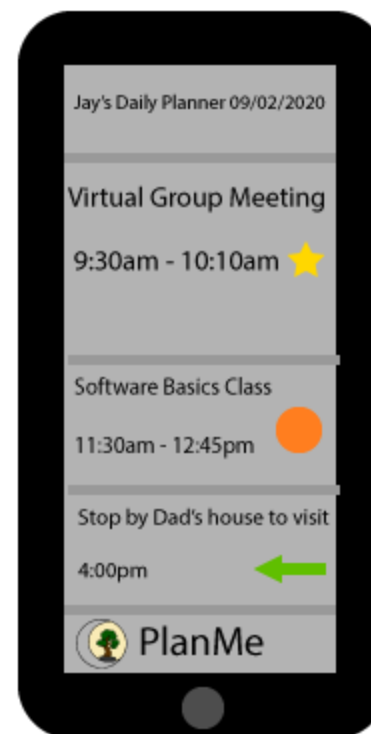 Jay's Daily Planner 09/02/2020
Virtual Group Meeting
9:30am - 10:10am
Software Basics Class
11:30am - 12:45pm
Stop by Dad's house to visit
4:00pm
PlanMe